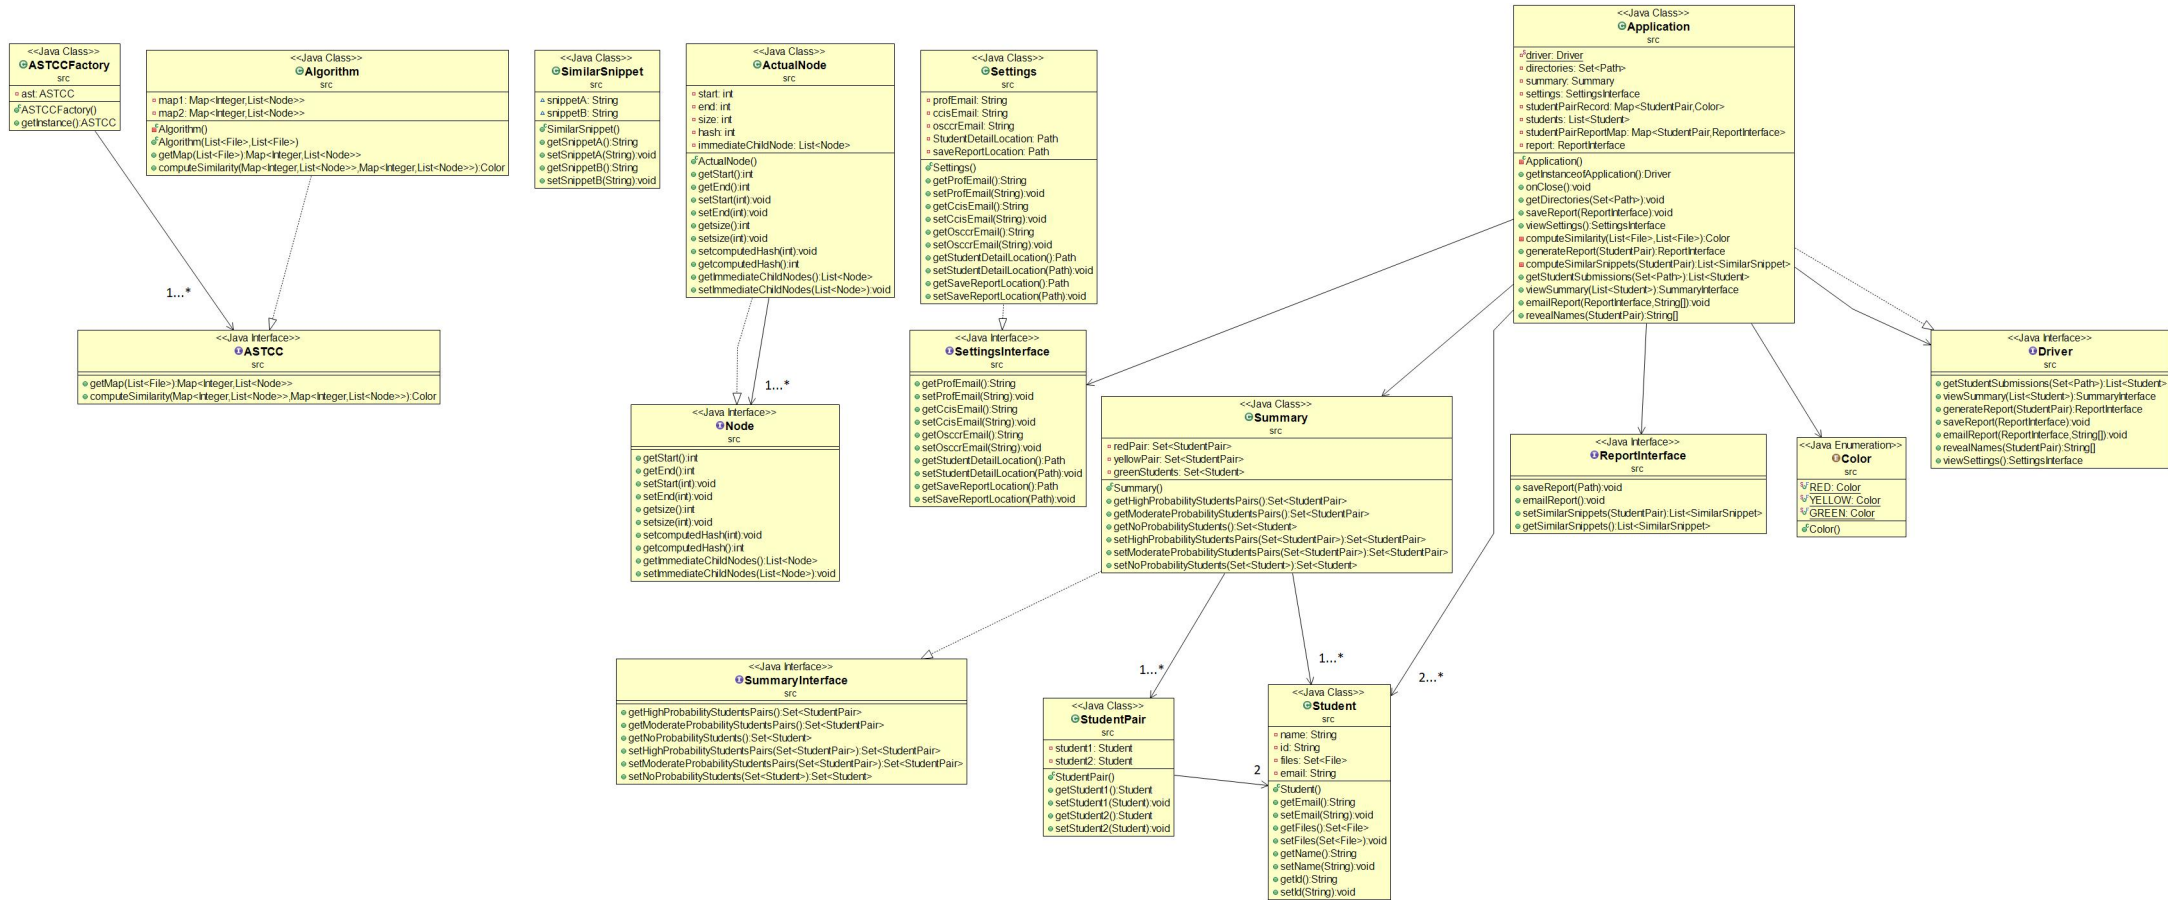 <<Java Class>>
ASTCCFactory
src
ast: ASTCC
ASTCCFactory()
getInstance():ASTCC
<<Java Class>>
Algorithm
src
map1: Map<Integer,List<Node>>
map2: Map<Integer,List<Node>>
Algorithm()
Algorithm(List<File>,List<File>)
getMap(List<File>):Map<Integer,List<Node>>
computeSimilarity(Map<Integer,List<Node>>,Map<Integer,List<Node>>):Color
<<Java Class>>
SimilarSnippet
src
snippetA: String
snippetB: String
SimilarSnippet()
getSnippetA():String
setSnippetA(String):void
getSnippetB():String
setSnippetB(String):void
<<Java Class>>
ActualNode
src
start: int
end: int
size: int
hash: int
immediateChildNode: List<Node>
ActualNode()
getStart():int
getEnd():int
setStart(int):void
setEnd(int):void
getsize():int
setsize(int):void
setcomputedHash(int):void
getcomputedHash():int
getImmediateChildNodes():List<Node>
setImmediateChildNodes(List<Node>):void
<<Java Class>>
Settings
src
profEmail: String
ccisEmail: String
osccrEmail: String
StudentDetailLocation: Path
saveReportLocation: Path
Settings()
getProfEmail():String
setProfEmail(String):void
getCcisEmail():String
setCcisEmail(String):void
getOsccrEmail():String
setOsccrEmail(String):void
getStudentDetailLocation():Path
setStudentDetailLocation(Path):void
getSaveReportLocation():Path
setSaveReportLocation(Path):void
<<Java Class>>
Application
src
driver: Driver
directories: Set<Path>
summary: Summary
settings: SettingsInterface
studentPairRecord: Map<StudentPair,Color>
students: List<Student>
studentPairReportMap: Map<StudentPair,ReportInterface>
report: ReportInterface
Application()
getInstanceofApplication():Driver
onClose():void
getDirectories(Set<Path>):void
saveReport(ReportInterface):void
viewSettings():SettingsInterface
computeSimilarity(List<File>,List<File>):Color
generateReport(StudentPair):ReportInterface
computeSimilarSnippets(StudentPair):List<SimilarSnippet>
getStudentSubmissions(Set<Path>):List<Student>
viewSummary(List<Student>):SummaryInterface
emailReport(ReportInterface,String[]):void
revealNames(StudentPair):String[]
1...*
<<Java Interface>>
ASTCC
src
getMap(List<File>):Map<Integer,List<Node>>
computeSimilarity(Map<Integer,List<Node>>,Map<Integer,List<Node>>):Color
1...*
<<Java Interface>>
Node
src
getStart():int
getEnd():int
setStart(int):void
setEnd(int):void
getsize():int
setsize(int):void
setcomputedHash(int):void
getcomputedHash():int
getImmediateChildNodes():List<Node>
setImmediateChildNodes(List<Node>):void
<<Java Interface>>
SettingsInterface
src
getProfEmail():String
setProfEmail(String):void
getCcisEmail():String
setCcisEmail(String):void
getOsccrEmail():String
setOsccrEmail(String):void
getStudentDetailLocation():Path
setStudentDetailLocation(Path):void
getSaveReportLocation():Path
setSaveReportLocation(Path):void
<<Java Class>>
Summary
src
redPair: Set<StudentPair>
yellowPair: Set<StudentPair>
greenStudents: Set<Student>
Summary()
getHighProbabilityStudentsPairs():Set<StudentPair>
getModerateProbabilityStudentsPairs():Set<StudentPair>
getNoProbabilityStudents():Set<Student>
setHighProbabilityStudentsPairs(Set<StudentPair>):Set<StudentPair>
setModerateProbabilityStudentsPairs(Set<StudentPair>):Set<StudentPair>
setNoProbabilityStudents(Set<Student>):Set<Student>
<<Java Interface>>
ReportInterface
src
saveReport(Path):void
emailReport():void
setSimilarSnippets(StudentPair):List<SimilarSnippet>
getSimilarSnippets():List<SimilarSnippet>
<<Java Enumeration>>
Color
src
RED: Color
YELLOW: Color
GREEN: Color
Color()
<<Java Interface>>
Driver
src
getStudentSubmissions(Set<Path>):List<Student>
viewSummary(List<Student>):SummaryInterface
generateReport(StudentPair):ReportInterface
saveReport(ReportInterface):void
emailReport(ReportInterface,String[]):void
revealNames(StudentPair):String[]
viewSettings():SettingsInterface
<<Java Interface>>
SummaryInterface
src
getHighProbabilityStudentsPairs():Set<StudentPair>
getModerateProbabilityStudentsPairs():Set<StudentPair>
getNoProbabilityStudents():Set<Student>
setHighProbabilityStudentsPairs(Set<StudentPair>):Set<StudentPair>
setModerateProbabilityStudentsPairs(Set<StudentPair>):Set<StudentPair>
setNoProbabilityStudents(Set<Student>):Set<Student>
1...*
1...*
2...*
<<Java Class>>
StudentPair
src
student1: Student
student2: Student
StudentPair()
getStudent1():Student
setStudent1(Student):void
getStudent2():Student
setStudent2(Student):void
2
<<Java Class>>
Student
src
name: String
id: String
files: Set<File>
email: String
Student()
getEmail():String
setEmail(String):void
getFiles():Set<File>
setFiles(Set<File>):void
getName():String
setName(String):void
getId():String
setId(String):void